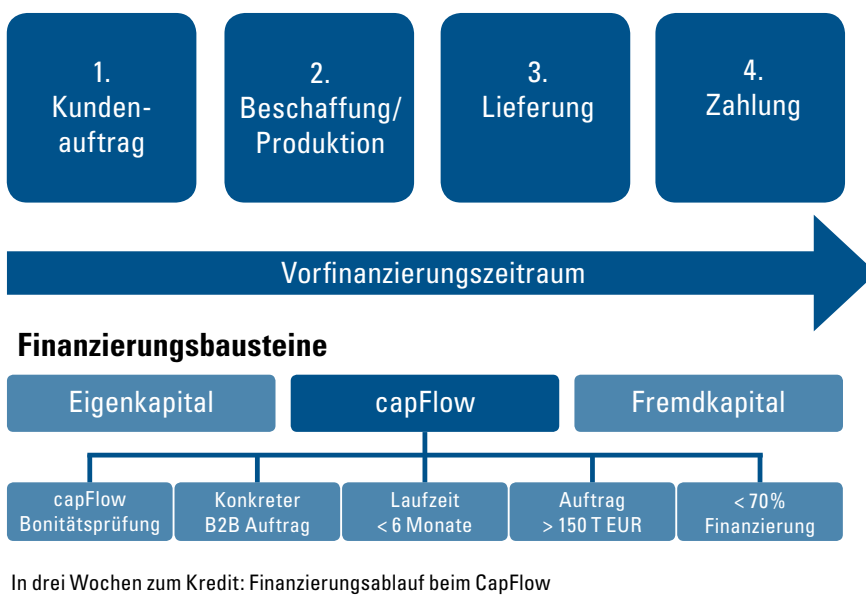 1.
Kunden-
auftrag
2.
Beschaffung/
Produktion
3.
Lieferung
4.
Zahlung
Vorfinanzierungszeitraum
Finanzierungsbausteine
Eigenkapital
capFlow
Fremdkapital
capFlow
Bonitätsprüfung
Konkreter
B2B Auftrag
Laufzeit
< 6 Monate
Auftrag
> 150 T EUR
< 70%
Finanzierung
In drei Wochen zum Kredit: Finanzierungsablauf beim CapFlow